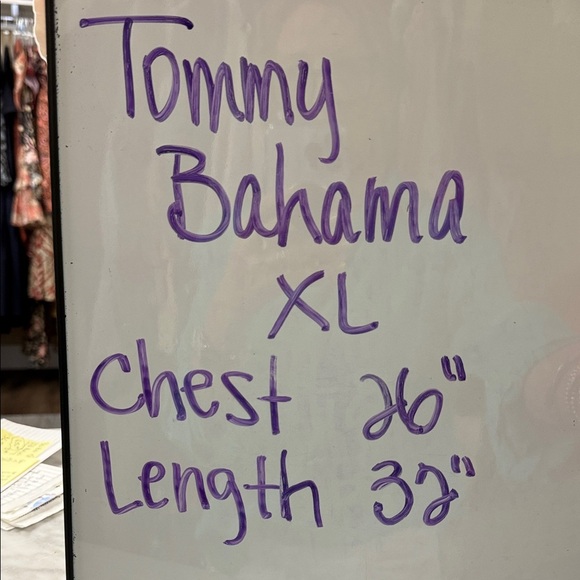 Tommy
Bahama
XL
Chest 26"
Length 32"